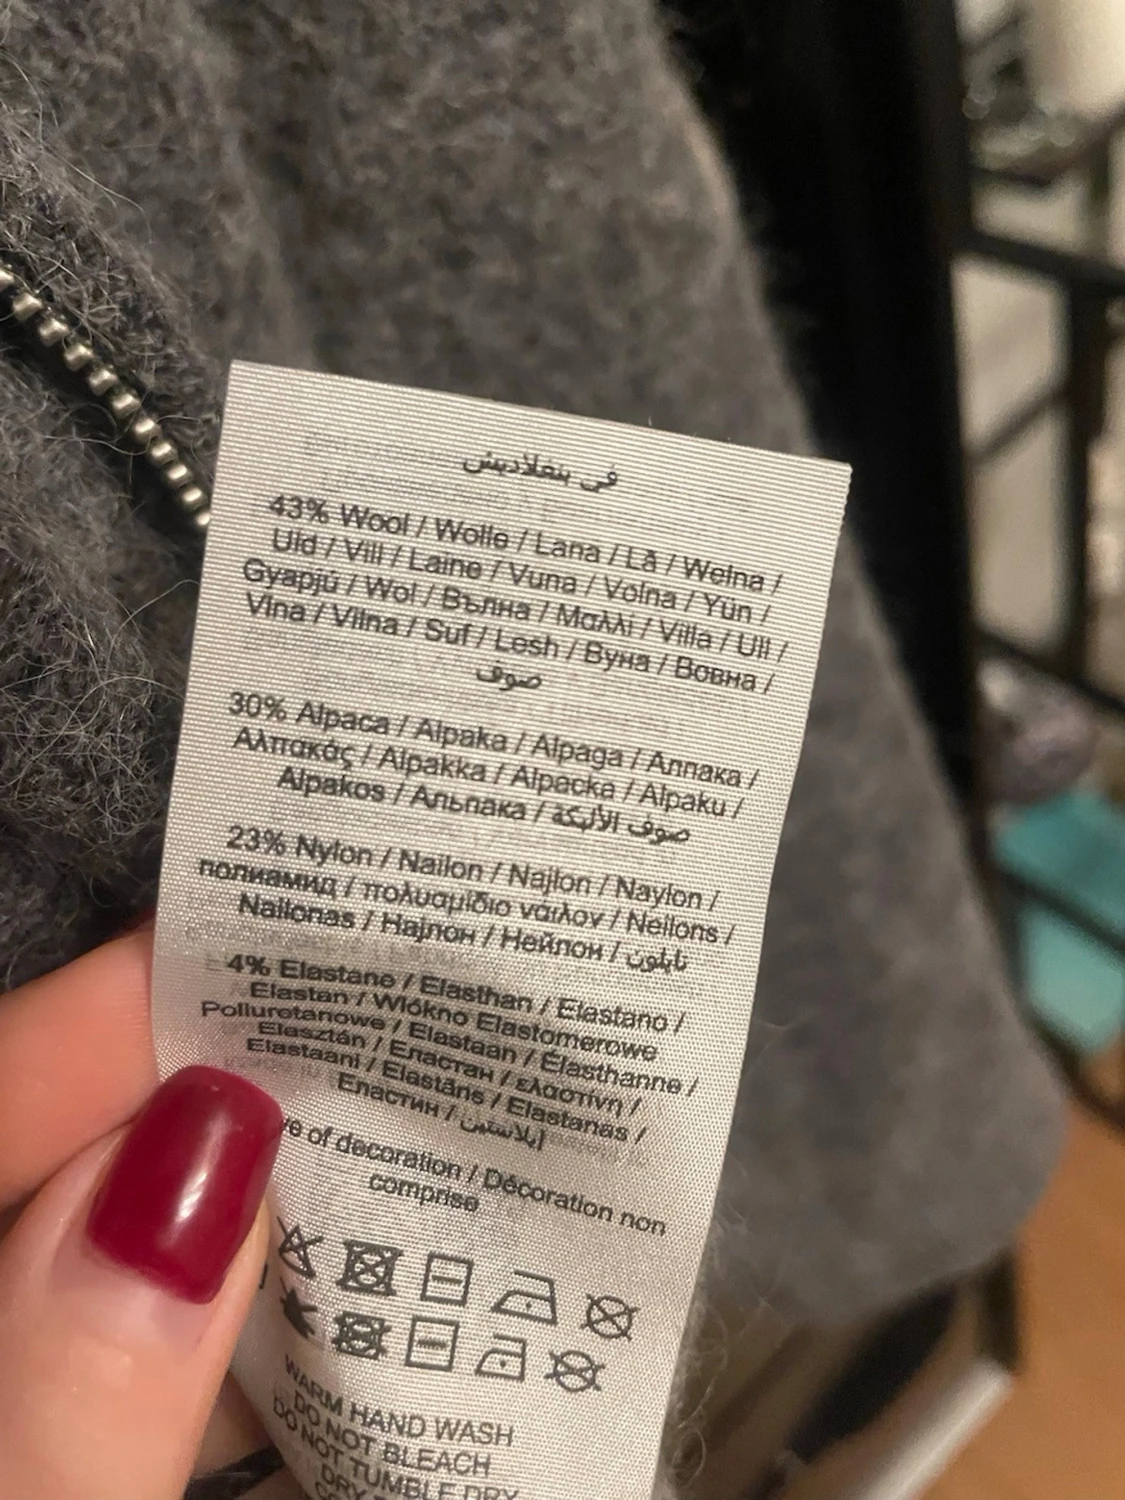 في بنغلاديش
43% Wool / Wolle / Lana / Lã / Wełna /
Uld / Vill / Laine / Vuna / Volna / Yün /
Gyapjú / Wol / Вълна / Μαλλί / Villa / Ull /
Vlna / Vilna / Suf / Lesh / Вуна / Вовна /
صوف
30% Alpaca / Alpaka / Alpaga / Алпака /
Αλπακάς / Alpakka / Alpacka / Alpaku /
Alpakos / Альпака / صوف الألبكة
23% Nylon / Nailon / Najlon / Naylon /
полиамид / πολυαμίδιο νάιλον / Neilons /
Nailonas / Најлон / Нейлон / نايلون
4% Elastane / Elasthan / Elastano /
Elastan / Włókno Elastomerowe
Poliuretanowe / Elastaan / Élasthanne /
Elasztán / Еластан / ελαστίνη /
Elastaani / Elastāns / Elastanas /
Еластин / إيلاستين
ve of decoration / Décoration non
comprise
WARM HAND WASH
DO NOT BLEACH
DO NOT TUMBLE DRY
DRY